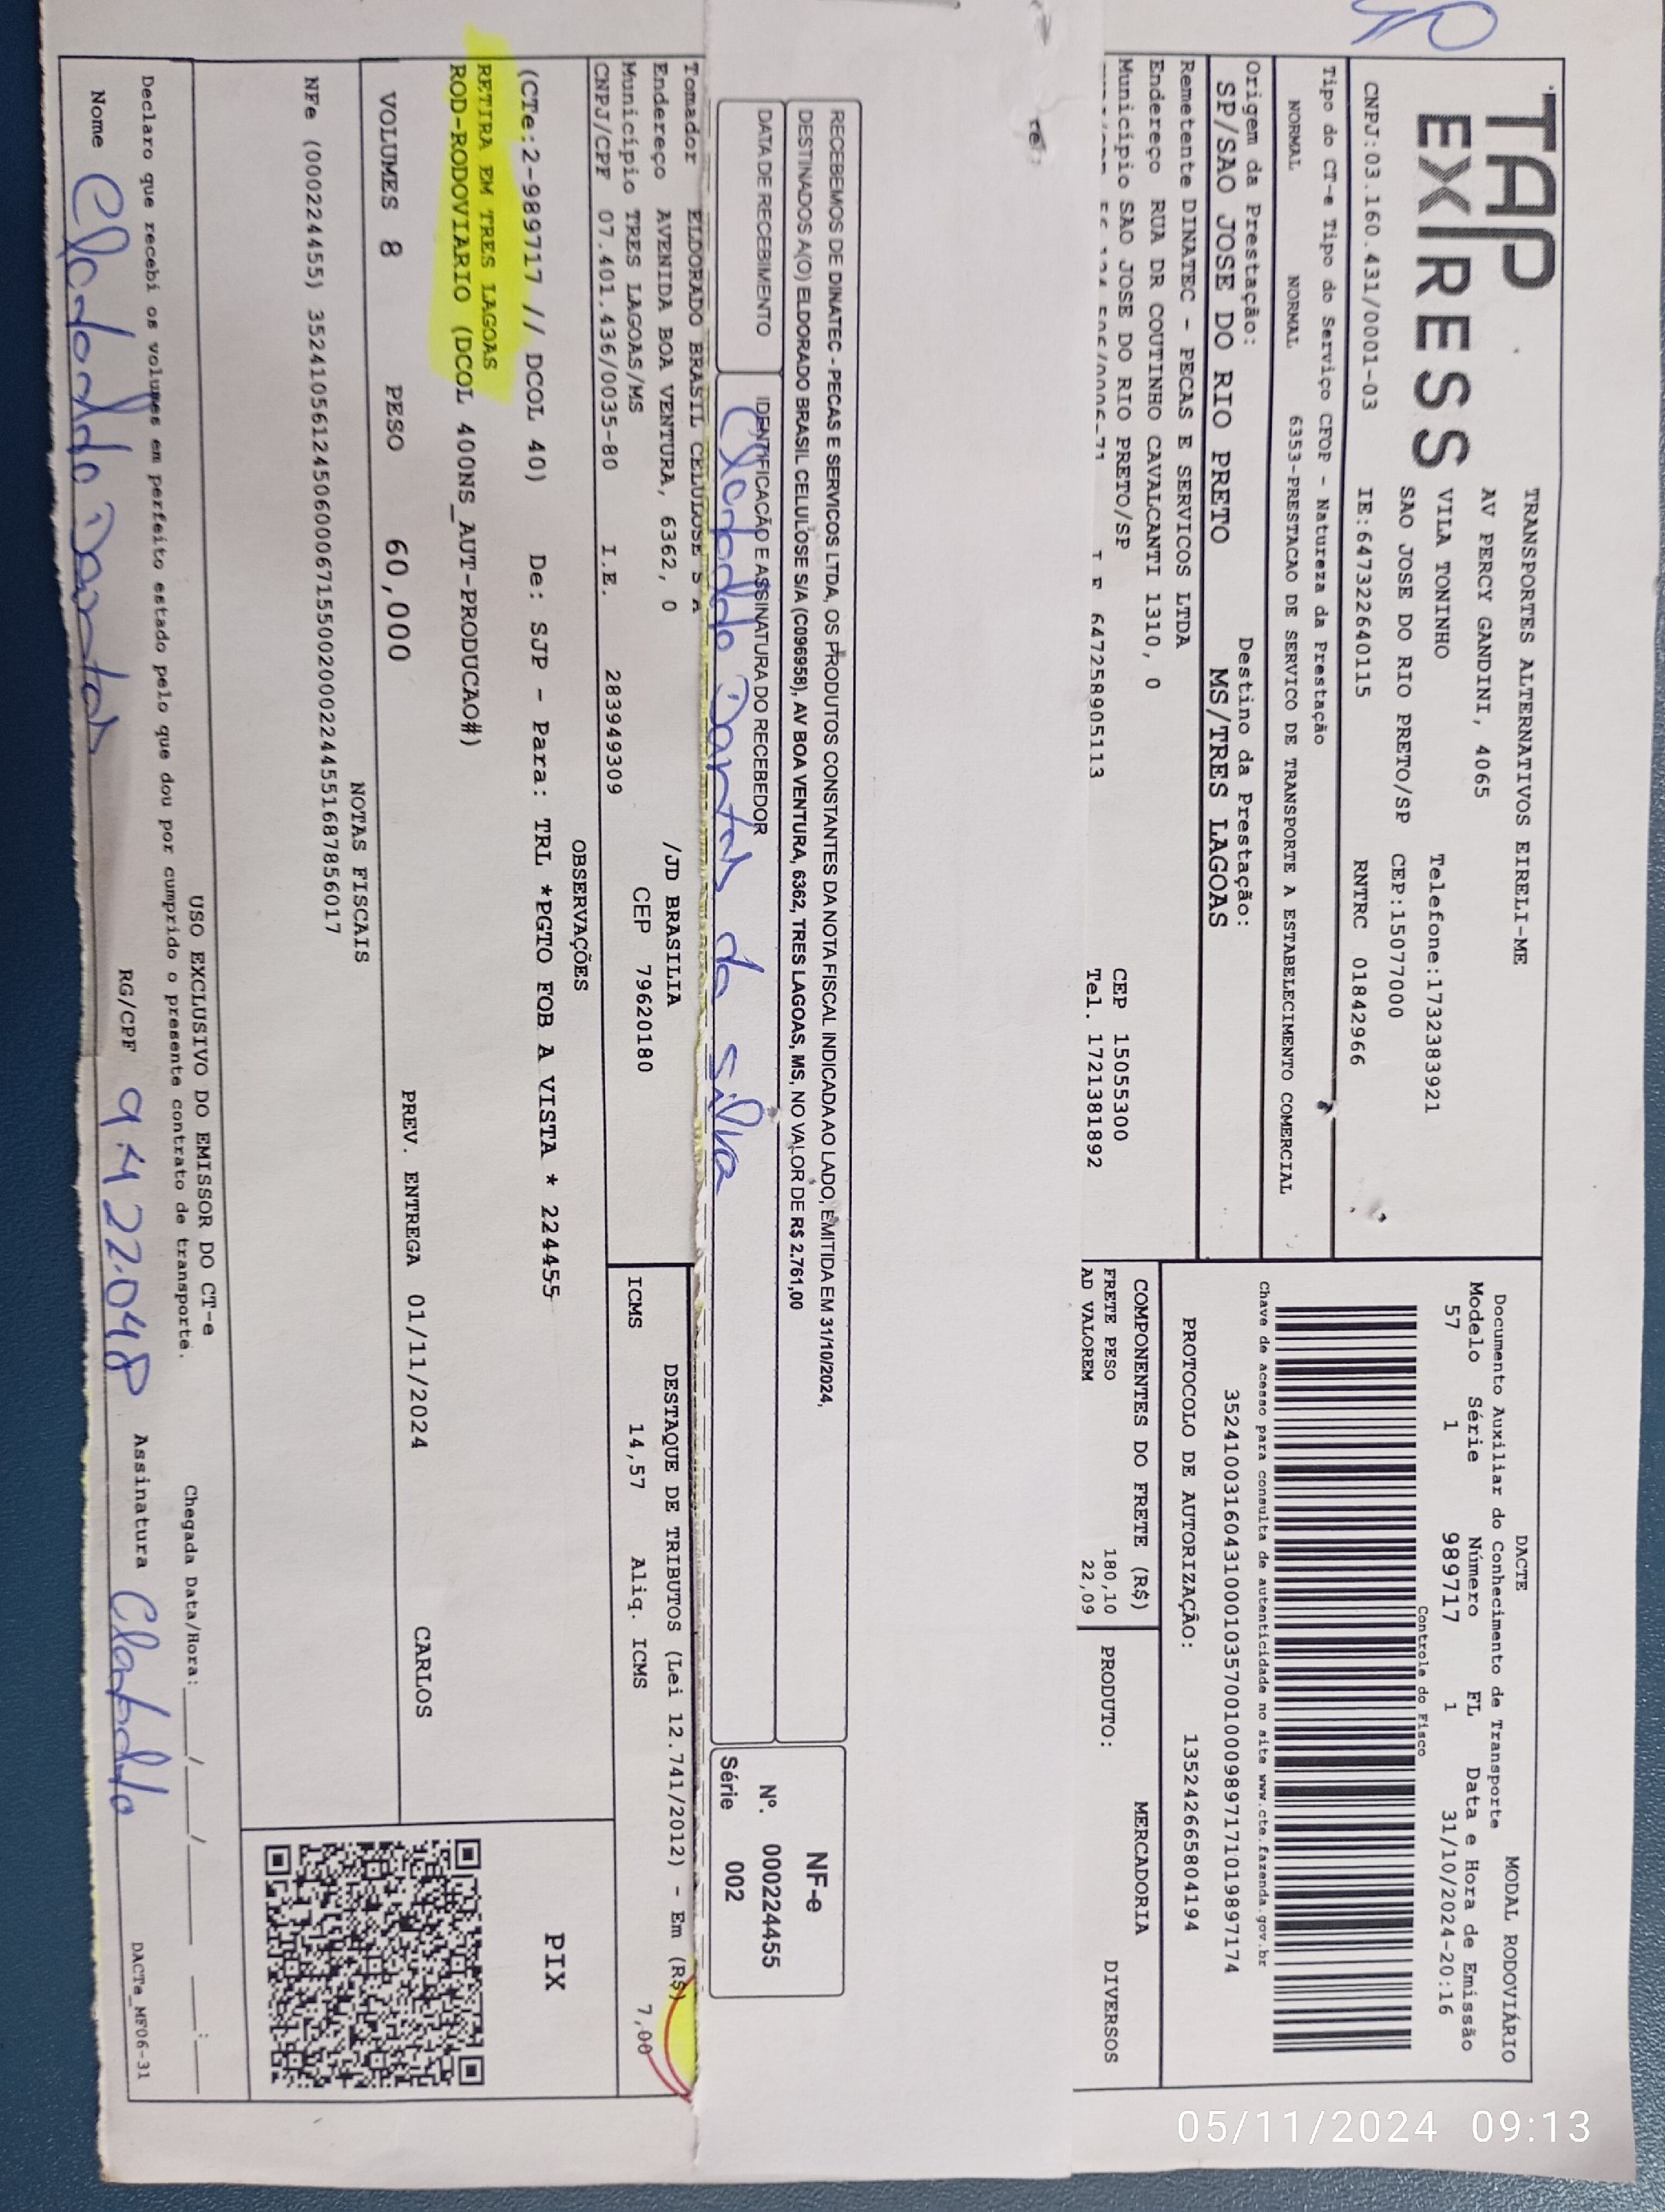 TAP
EXPRESS
TRANSPORTES ALTERNATIVOS EIRELI-ME
AV PERCY GANDINI, 4065
VILA TONINHO Telefone:1732383921
SAO JOSE DO RIO PRETO/SP CEP:15077000
CNPJ:03.160.431/0001-03 IE:647322640115 RNTRC 01842966
Tipo do CT-e Tipo do Serviço CFOP - Natureza da Prestação
NORMAL NORMAL 6353-PRESTACAO DE SERVICO DE TRANSPORTE A ESTABELECIMENTO COMERCIAL
Origem da Prestação: Destino da Prestação:
SP/SAO JOSE DO RIO PRETO MS/TRES LAGOAS
Remetente DINATEC - PECAS E SERVICOS LTDA
Endereço RUA DR COUTINHO CAVALCANTI 1310, 0
Município SAO JOSE DO RIO PRETO/SP CEP 15055300
647258905113 Tel. 1721381892
DACTE MODAL RODOVIÁRIO
Documento Auxiliar do Conhecimento de Transporte
Modelo Série Número FL Data e Hora de Emissão
57 1 989717 1 31/10/2024-20:16
Controle do Fisco
Chave de acesso para consulta de autenticidade no site www.cte.fazenda.gov.br
35241003160431000103570010009897171019897174
PROTOCOLO DE AUTORIZAÇÃO: 135242665804194
COMPONENTES DO FRETE (R$) MERCADORIA
FRETE PESO 180,10 PRODUTO: DIVERSOS
AD VALOREM 22,09
RECEBEMOS DE DINATEC - PECAS E SERVICOS LTDA, OS PRODUTOS CONSTANTES DA NOTA FISCAL INDICADA AO LADO, EMITIDA EM 31/10/2024,
DESTINADOS A(O) ELDORADO BRASIL CELULOSE S/A (C096958), AV BOA VENTURA, 6362, TRES LAGOAS, MS, NO VALOR DE R$ 2.761,00
DATA DE RECEBIMENTO IDENTIFICAÇÃO E ASSINATURA DO RECEBEDOR
da Silva
NF-e
Nº. 000224455
Série 002
Tomador ELDORADO BRASIL CELULOSE S A
Endereço AVENIDA BOA VENTURA, 6362, 0 /JD BRASILIA
Município TRES LAGOAS/MS CEP 79620180
CNPJ/CPF 07.401.436/0035-80 I.E. 283949309
DESTAQUE DE TRIBUTOS (Lei 12.741/2012) - Em (R$)
ICMS 14,57 Aliq. ICMS 7,00
OBSERVAÇÕES
(CTe:2-989717 // DCOL 40) De: SJP - Para: TRL *PGTO FOB A VISTA * 224455
RETIRA EM TRES LAGOAS
ROD-RODOVIARIO (DCOL 400NS_AUT-PRODUCAO#)
PIX
VOLUMES 8 PESO 60,000 PREV. ENTREGA 01/11/2024 CARLOS
NOTAS FISCAIS
NFe (000224455) 35241056124506000671550020002244551687856017
USO EXCLUSIVO DO EMISSOR DO CT-e
Declaro que recebi os volumes em perfeito estado pelo que dou por cumprido o presente contrato de transporte.
Chegada Data/Hora: ____/____/____ ___:___
Nome RG/CPF Assinatura
DACTe_MF06-31
05/11/2024 09:13